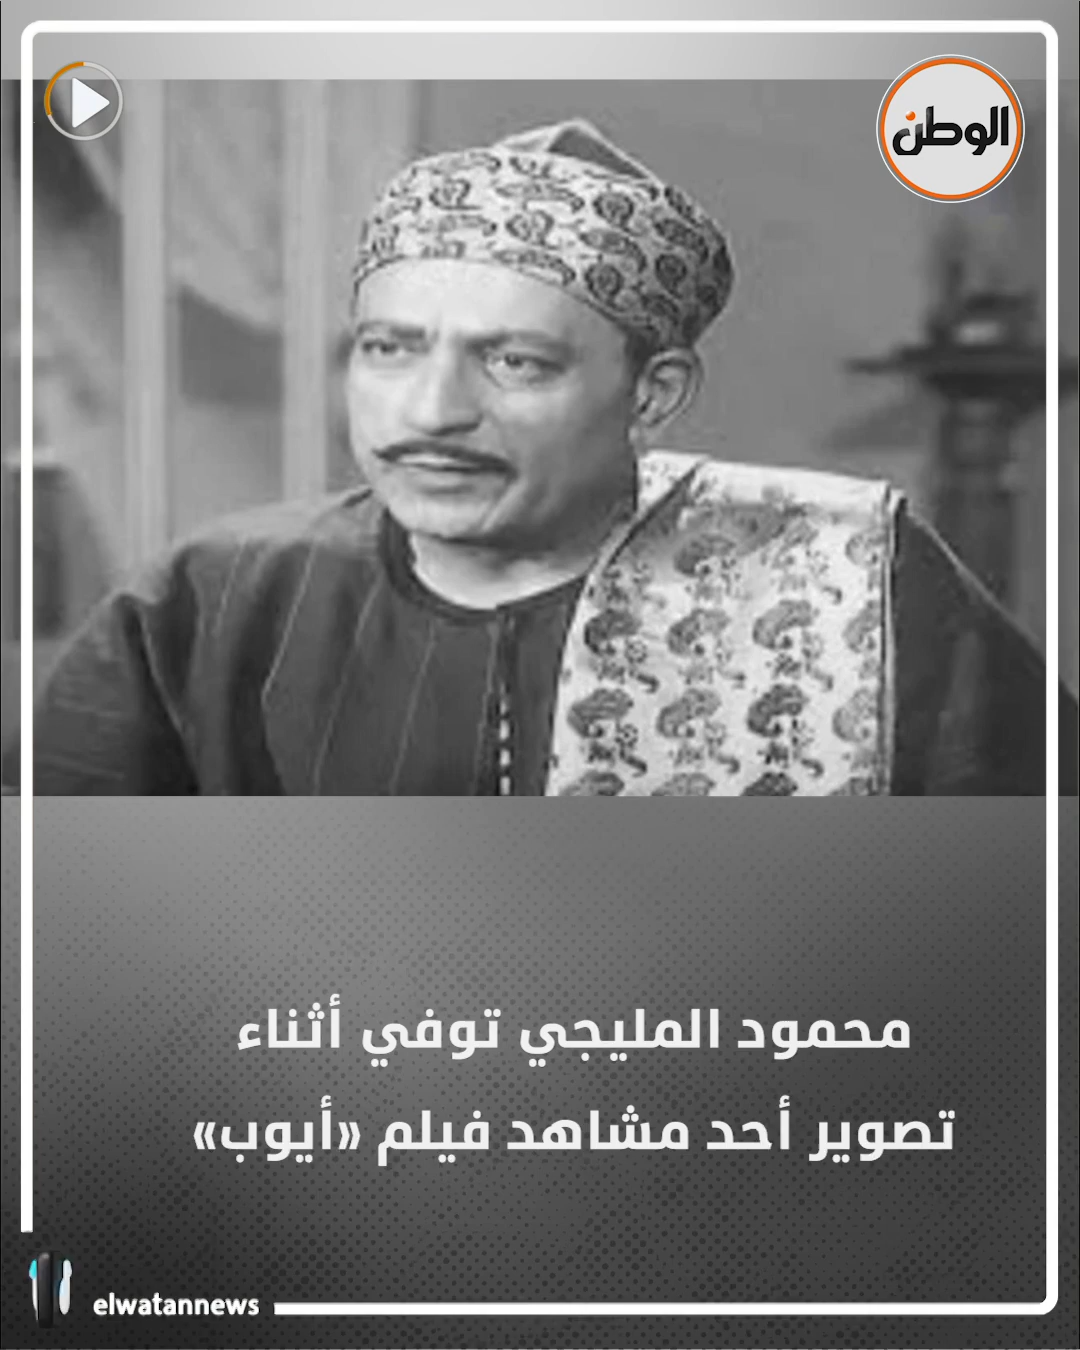 الوطن
محمود المليجي توفي أثناء
تصوير أحد مشاهد فيلم «أيوب»
elwatannews